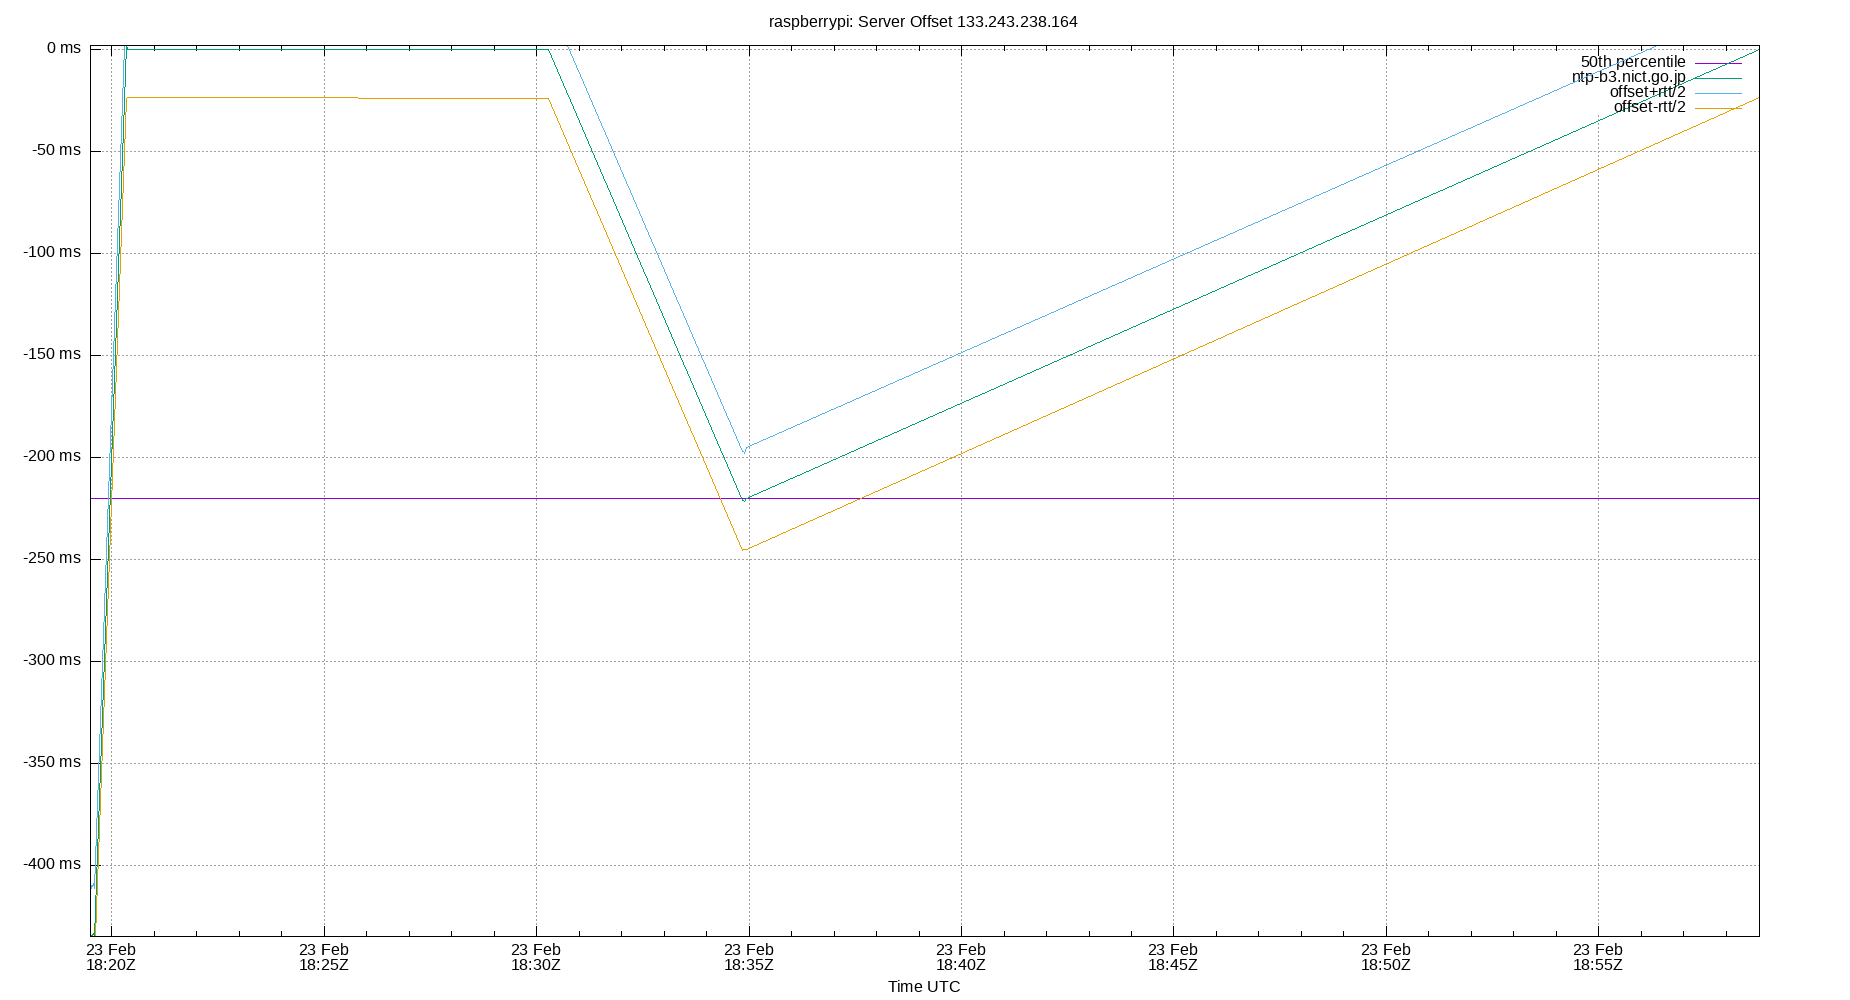 raspberrypi: Server Offset 133.243.238.164
0 ms
-50 ms
-100 ms
-150 ms
-200 ms
-250 ms
-300 ms
-350 ms
-400 ms
50th percentile
ntp-b3.nict.go.jp
offset+rtt/2
offset-rtt/2
23 Feb 23 Feb 23 Feb 23 Feb 23 Feb 23 Feb 23 Feb 23 Feb
18:20Z 18:25Z 18:30Z 18:35Z 18:40Z 18:45Z 18:50Z 18:55Z
Time UTC